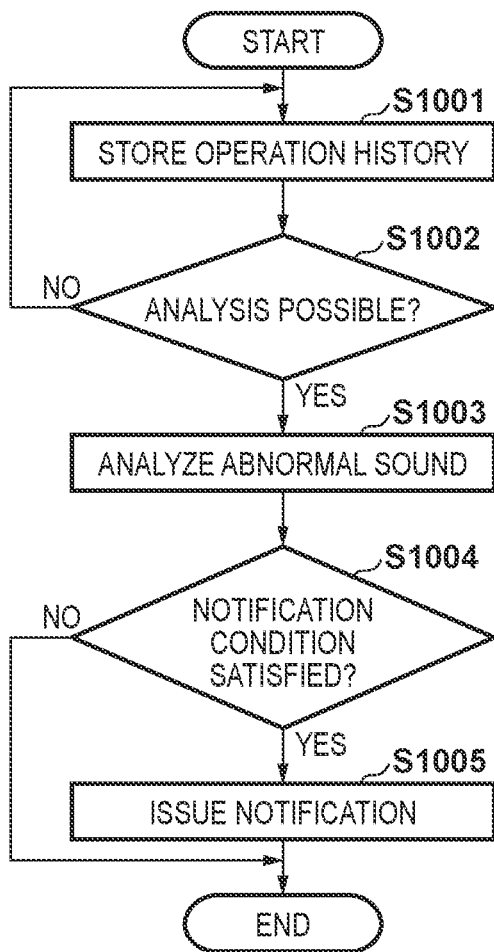 START
S1001
STORE OPERATION HISTORY
S1002
NO
ANALYSIS POSSIBLE?
YES
S1003
ANALYZE ABNORMAL SOUND
S1004
NO
NOTIFICATION
CONDITION
SATISFIED?
YES
S1005
ISSUE NOTIFICATION
END